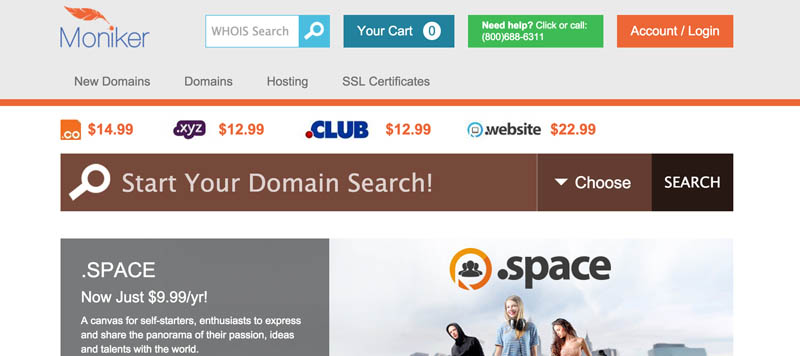 Moniker
WHOIS Search
Your Cart 0
Need help? Click or call:
(800)688-6311
Account / Login
New Domains Domains Hosting SSL Certificates
.co $14.99 .xyz $12.99 .CLUB $12.99 .website $22.99
Start Your Domain Search!
Choose
SEARCH
.SPACE
Now Just $9.99/yr!
A canvas for self-starters, enthusiasts to express
and share the panorama of their passion, ideas
and talents with the world.
.space